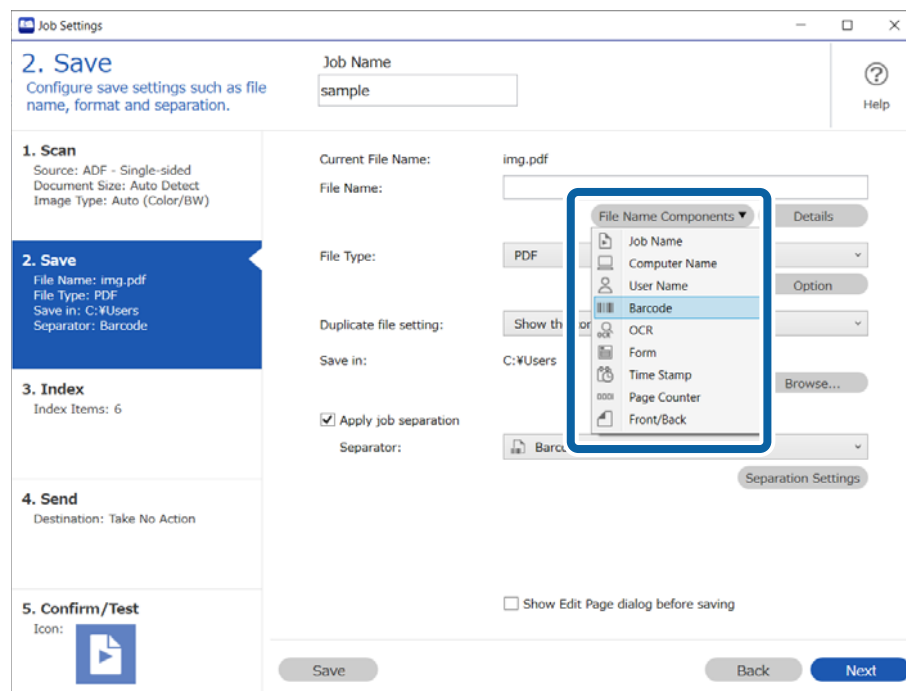 Job Settings
2. Save
Configure save settings such as file
name, format and separation.
Job Name
sample
Help
1. Scan
Source: ADF - Single-sided
Document Size: Auto Detect
Image Type: Auto (Color/BW)
2. Save
File Name: img.pdf
File Type: PDF
Save in: C:¥Users
Separator: Barcode
3. Index
Index Items: 6
4. Send
Destination: Take No Action
5. Confirm/Test
Icon:
Current File Name: img.pdf
File Name:
File Name Components ▼ Details
Job Name
Computer Name
User Name
Barcode
OCR
Form
Time Stamp
Page Counter
Front/Back
File Type: PDF
Option
Duplicate file setting: Show the
Save in: C:¥Users
Browse...
Apply job separation
Separator:
Separation Settings
Show Edit Page dialog before saving
Save Back Next